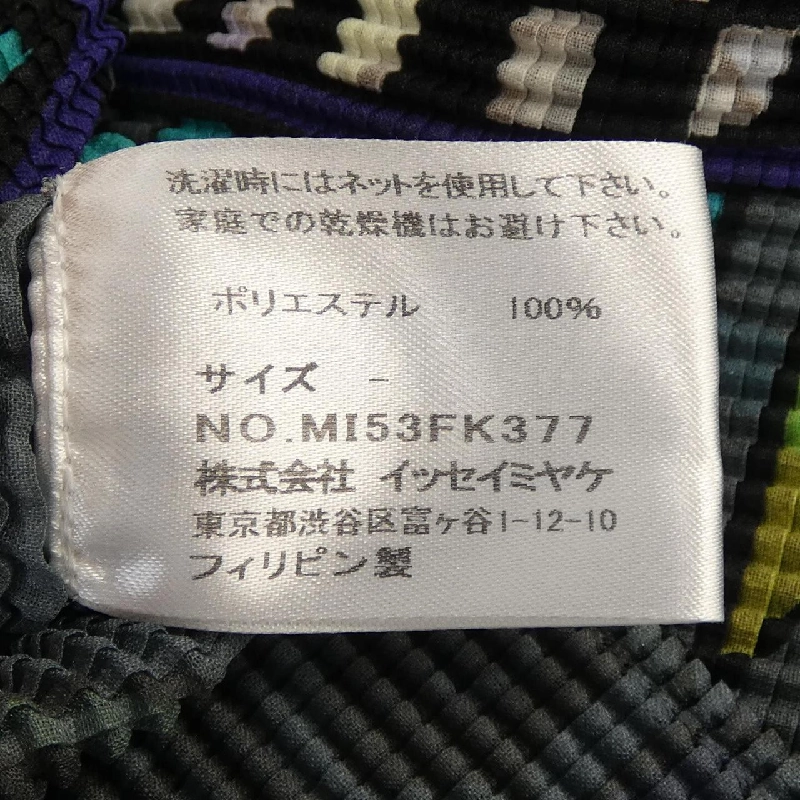 洗濯時にはネットを使用して下さい。
家庭での乾燥機はお避け下さい。
ポリエステル 100%
サイズ -
NO.MI53FK377
株式会社 イッセイミヤケ
東京都渋谷区富ヶ谷1-12-10
フィリピン製